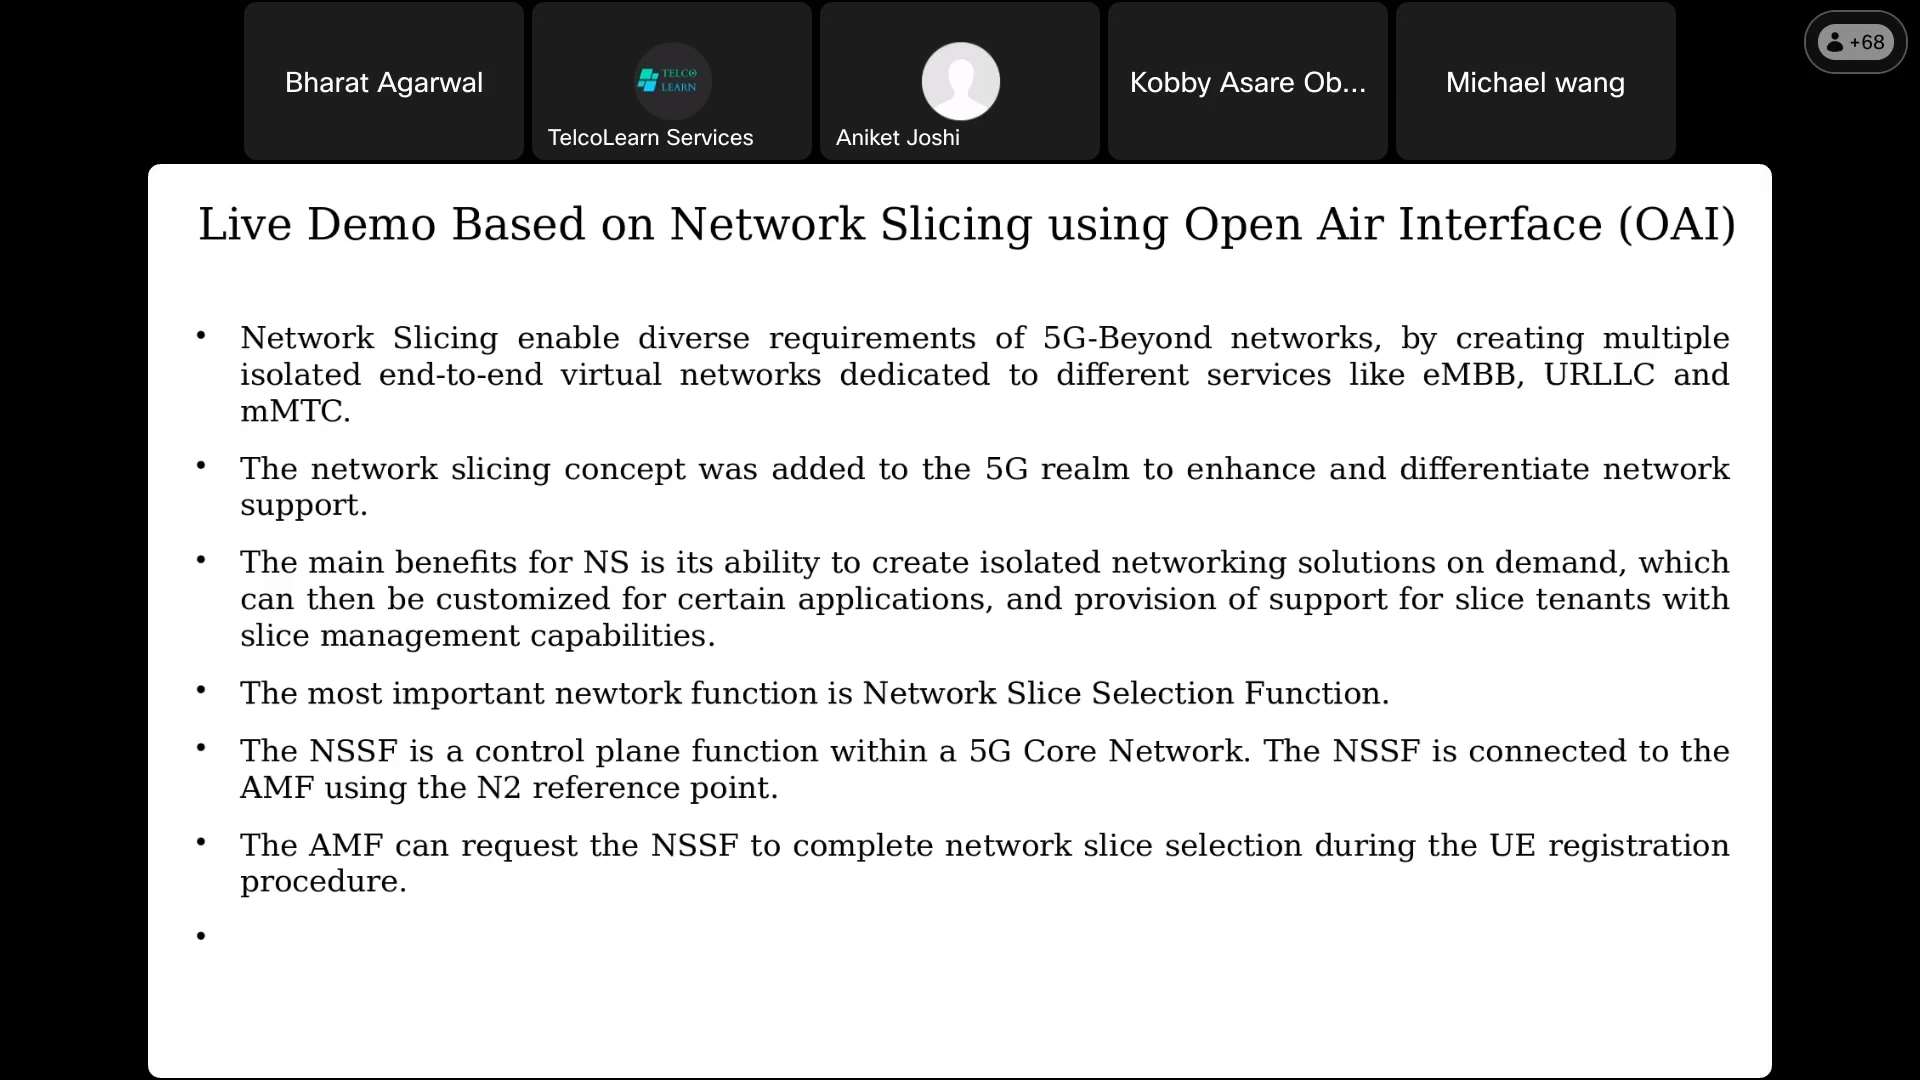 Bharat Agarwal
TELCO
LEARN
TelcoLearn Services
Aniket Joshi
Kobby Asare Ob...
Michael wang
+68
Live Demo Based on Network Slicing using Open Air Interface (OAI)
• Network Slicing enable diverse requirements of 5G-Beyond networks, by creating multiple
isolated end-to-end virtual networks dedicated to different services like eMBB, URLLC and
mMTC.
• The network slicing concept was added to the 5G realm to enhance and differentiate network
support.
• The main benefits for NS is its ability to create isolated networking solutions on demand, which
can then be customized for certain applications, and provision of support for slice tenants with
slice management capabilities.
• The most important newtork function is Network Slice Selection Function.
• The NSSF is a control plane function within a 5G Core Network. The NSSF is connected to the
AMF using the N2 reference point.
• The AMF can request the NSSF to complete network slice selection during the UE registration
procedure.
•